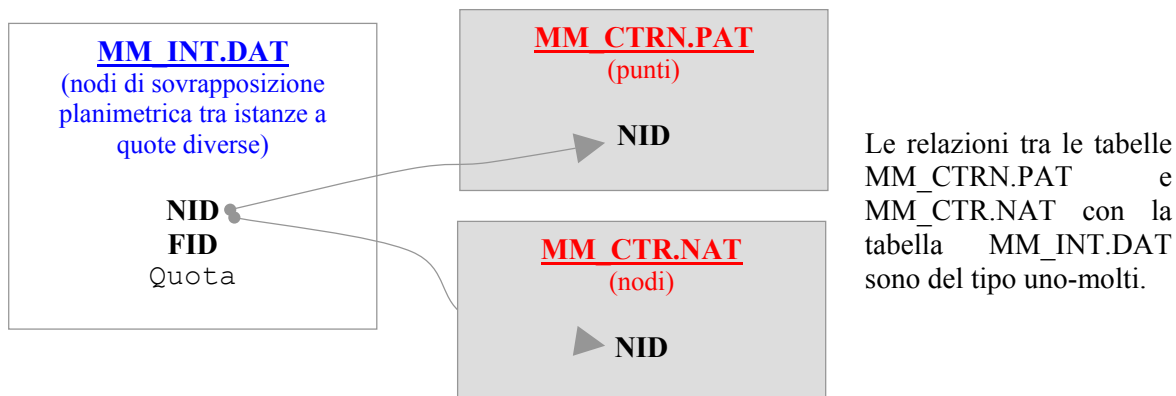 MM_INT.DAT
(nodi di sovrapposizione
planimetrica tra istanze a
quote diverse)
NID
FID
Quota
MM_CTRN.PAT
(punti)
NID
MM_CTR.NAT
(nodi)
NID
Le relazioni tra le tabelle
MM_CTRN.PAT e
MM_CTR.NAT con la
tabella MM_INT.DAT
sono del tipo uno-molti.